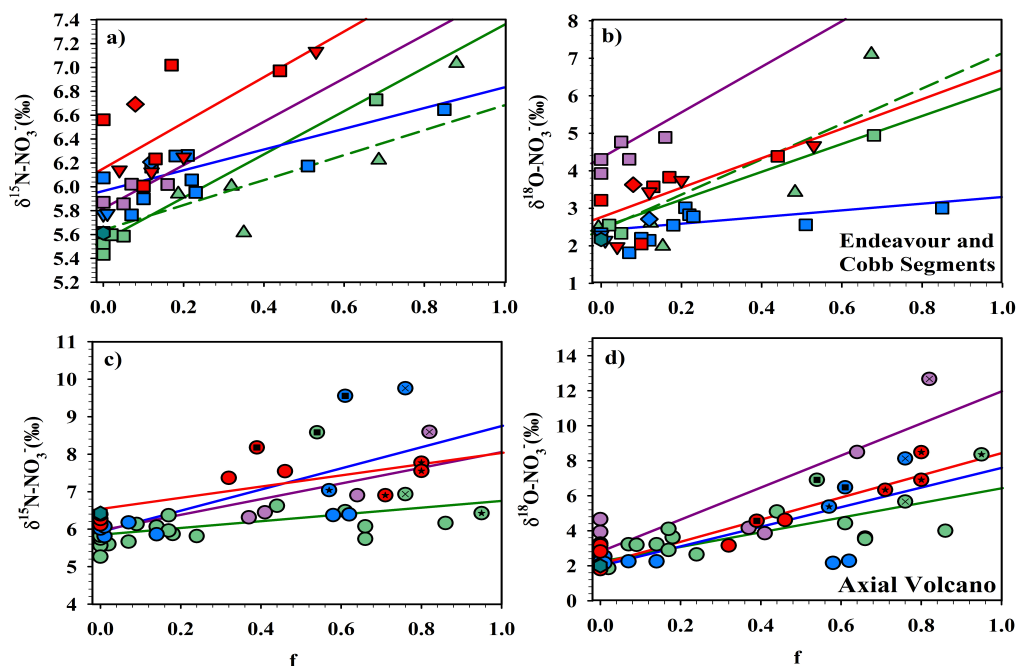 a)
δ¹⁵N-NO₃⁻(‰)
7.4
7.2
7.0
6.8
6.6
6.4
6.2
6.0
5.8
5.6
5.4
5.2
0.0 0.2 0.4 0.6 0.8 1.0
b)
δ¹⁸O-NO₃⁻(‰)
8
7
6
5
4
3
2
1
Endeavour and
Cobb Segments
0.0 0.2 0.4 0.6 0.8 1.0
c)
δ¹⁵N-NO₃⁻(‰)
11
10
9
8
7
6
5
4
0.0 0.2 0.4 0.6 0.8 1.0
f
d)
δ¹⁸O-NO₃⁻(‰)
14
12
10
8
6
4
2
0
Axial Volcano
0.0 0.2 0.4 0.6 0.8 1.0
f